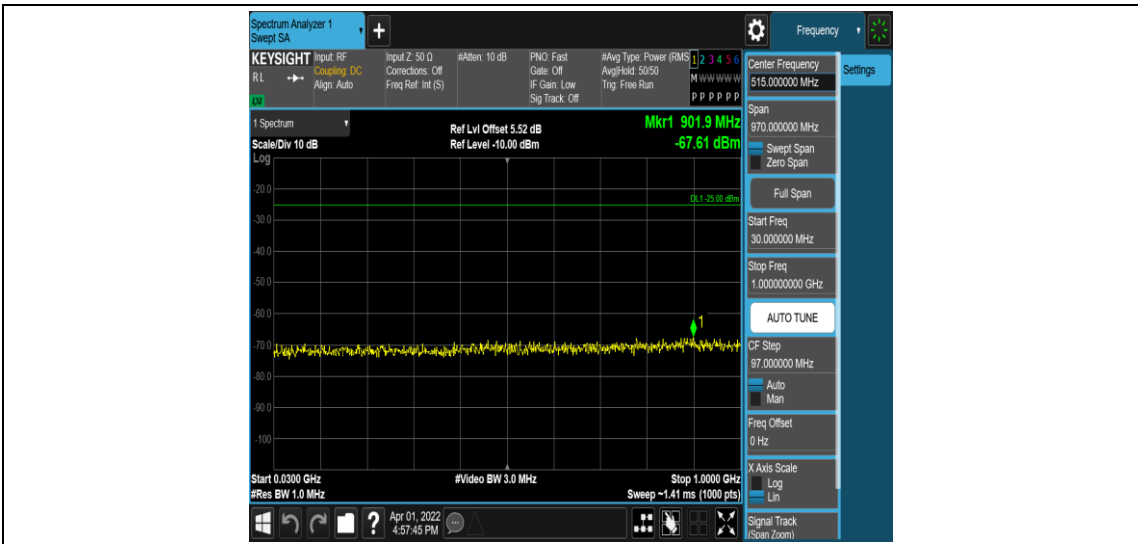 Spectrum Analyzer 1
Swept SA
+
Frequency
KEYSIGHT
R L
LXI
Input: RF
Coupling: DC
Align: Auto
Input Z: 50 Ω
Corrections: Off
Freq Ref: Int (S)
#Atten: 10 dB
PNO: Fast
Gate: Off
IF Gain: Low
Sig Track: Off
#Avg Type: Power (RMS
Avg|Hold: 50/50
Trig: Free Run
1 2 3 4 5 6
M W W W W W
P P P P P P
Center Frequency
515.000000 MHz
Settings
1 Spectrum
Scale/Div 10 dB
Log
Ref Lvl Offset 5.52 dB
Ref Level -10.00 dBm
Mkr1 901.9 MHz
-67.61 dBm
-20.0
DL1 -25.00 dBm
-30.0
-40.0
-50.0
-60.0
1
-70.0
-80.0
-90.0
-100
Start 0.0300 GHz
#Res BW 1.0 MHz
#Video BW 3.0 MHz
Stop 1.0000 GHz
Sweep ~1.41 ms (1000 pts)
Span
970.000000 MHz
Swept Span
Zero Span
Full Span
Start Freq
30.000000 MHz
Stop Freq
1.000000000 GHz
AUTO TUNE
CF Step
97.000000 MHz
Auto
Man
Freq Offset
0 Hz
X Axis Scale
Log
Lin
Signal Track
(Span Zoom)
?
Apr 01, 2022
4:57:45 PM